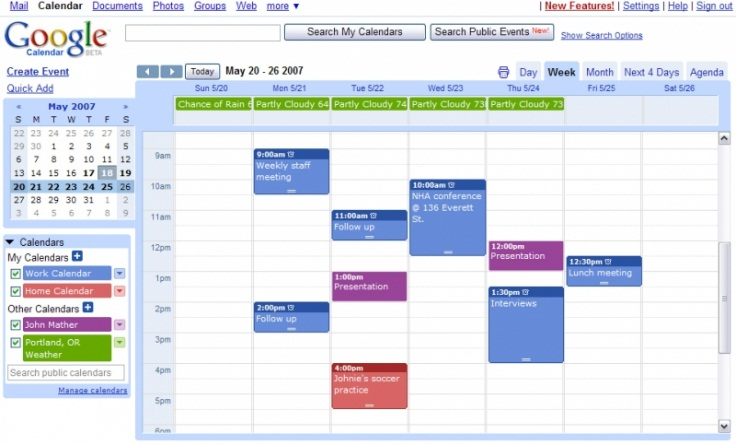 Mail Calendar Documents Photos Groups Web more ▼
| New Features! | Settings | Help | Sign out
Google
Calendar BETA
Search My Calendars
Search Public Events New!
Show Search Options
Create Event
Quick Add
Today
May 20 - 26 2007
Day
Week
Month
Next 4 Days
Agenda
« May 2007 »
S M T W T F S
22 23 24 25 26 27 28
29 30 1 2 3 4 5
6 7 8 9 10 11 12
13 14 15 16 17 18 19
20 21 22 23 24 25 26
27 28 29 30 31 1 2
3 4 5 6 7 8 9
Calendars
My Calendars
Work Calendar
Home Calendar
Other Calendars
John Mather
Portland, OR
Weather
Search public calendars
Manage calendars
Sun 5/20 Mon 5/21 Tue 5/22 Wed 5/23 Thu 5/24 Fri 5/25 Sat 5/26
Chance of Rain 6
Partly Cloudy 64
Partly Cloudy 74
Partly Cloudy 73
Partly Cloudy 73
9am
10am
11am
12pm
1pm
2pm
3pm
4pm
5pm
6pm
9:00am
Weekly staff
meeting
2:00pm
Follow up
11:00am
Follow up
1:00pm
Presentation
4:00pm
Johnie's soccer
practice
10:00am
NHA conference
@ 136 Everett
St.
12:00pm
Presentation
1:30pm
Interviews
12:30pm
Lunch meeting